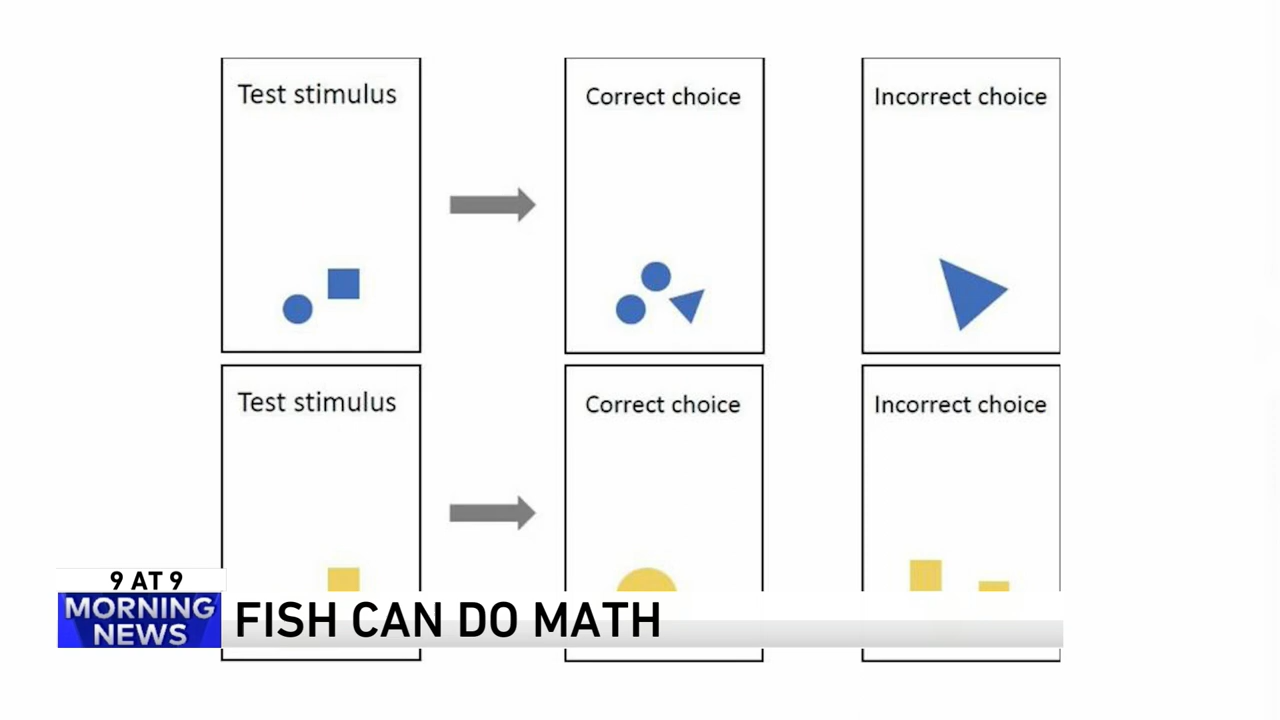 Test stimulus
Correct choice
Incorrect choice
Test stimulus
Correct choice
Incorrect choice
9 AT 9
MORNING
NEWS
FISH CAN DO MATH